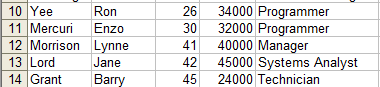 10 Yee Ron 26 34000 Programmer
11 Mercuri Enzo 30 32000 Programmer
12 Morrison Lynne 41 40000 Manager
13 Lord Jane 42 45000 Systems Analyst
14 Grant Barry 45 24000 Technician